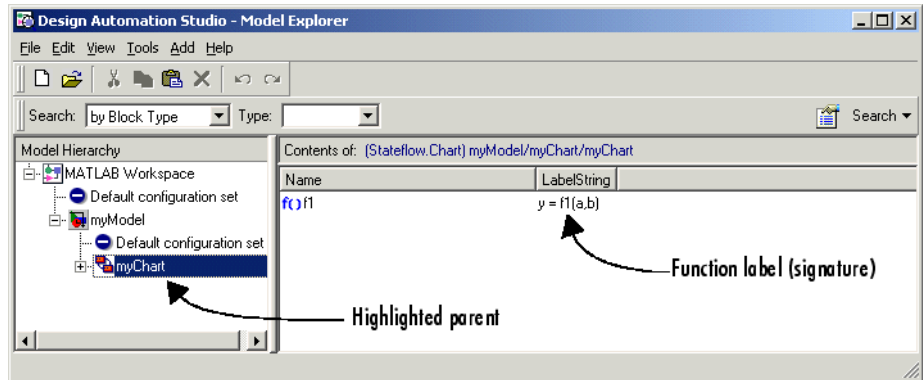 Design Automation Studio - Model Explorer
File Edit View Tools Add Help
Search: by Block Type Type: Search
Model Hierarchy
Contents of: (Stateflow.Chart) myModel/myChart/myChart
MATLAB Workspace
Name LabelString
Default configuration set
f() f1 y = f1(a,b)
myModel
Default configuration set
myChart
Function label (signature)
Highlighted parent